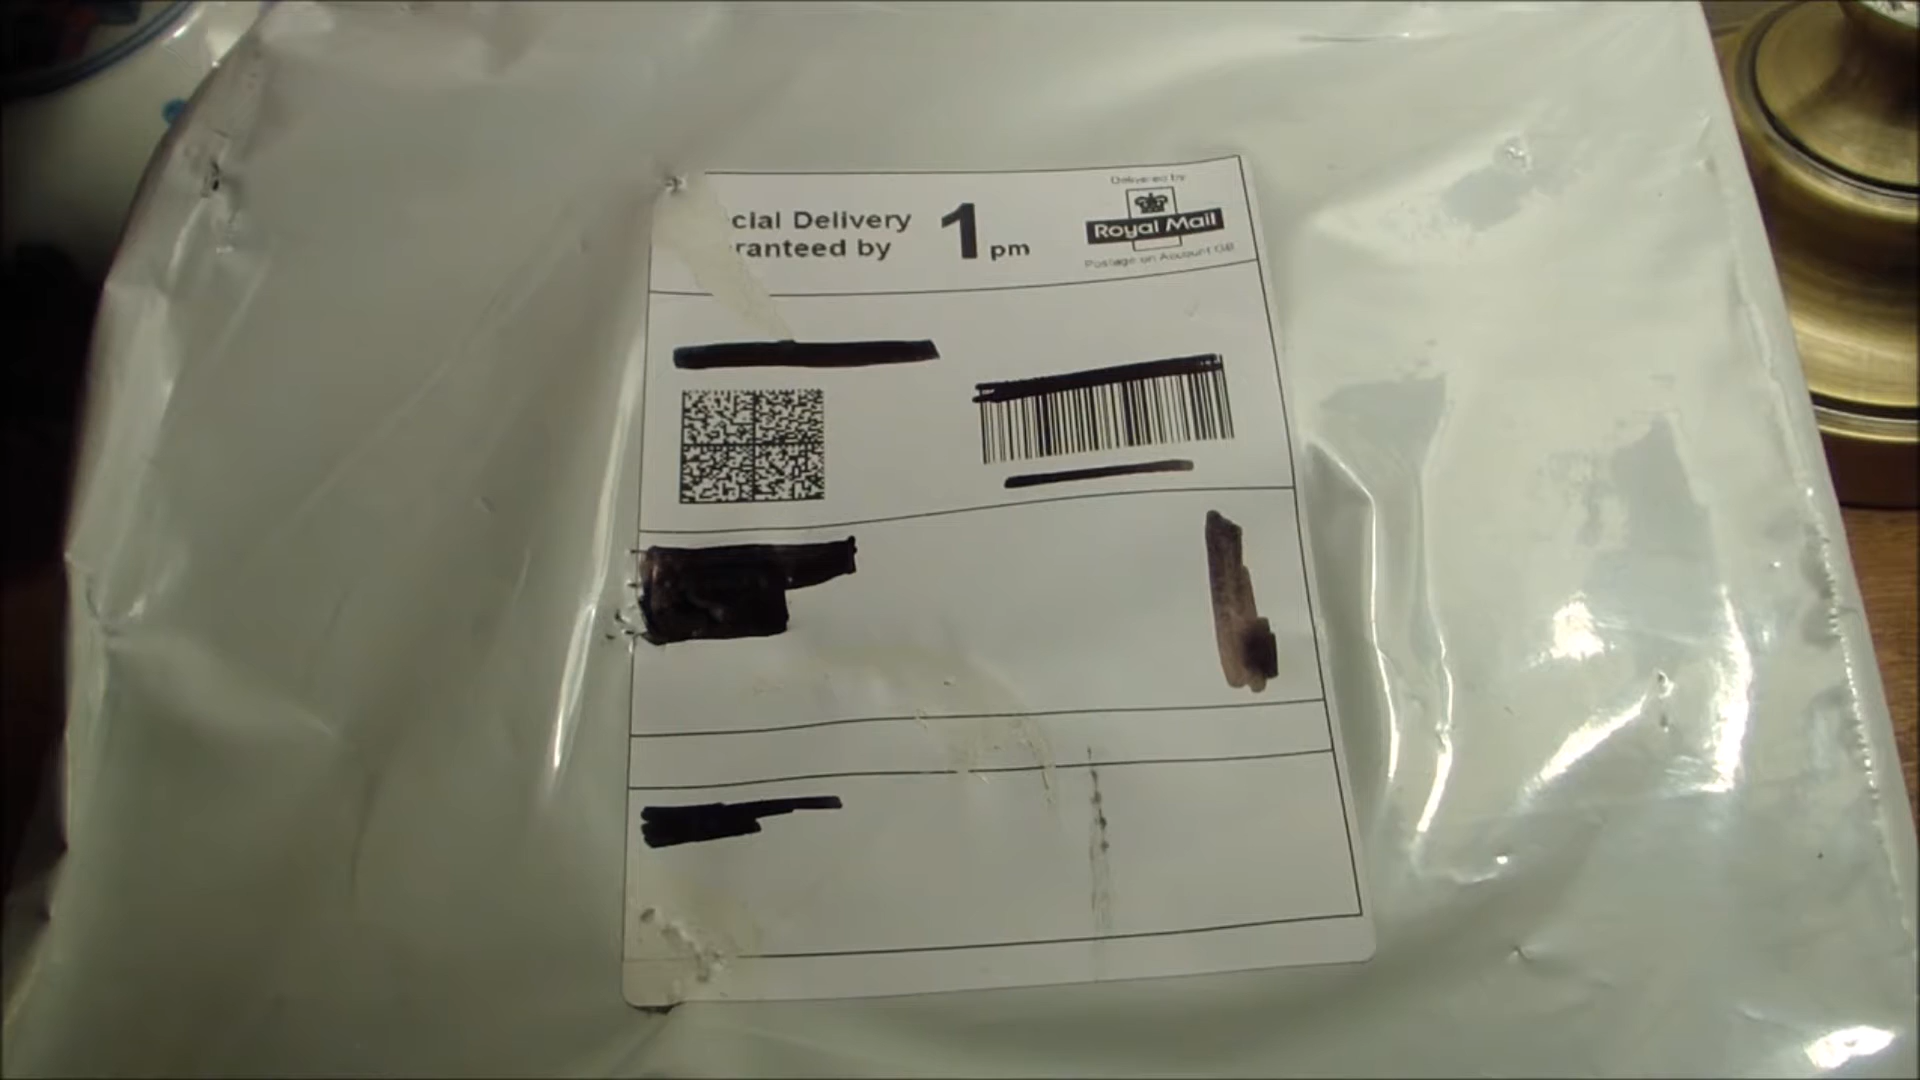 cial Delivery
ranteed by
1 pm
Delivered by
Royal Mail
Postage on Account GB